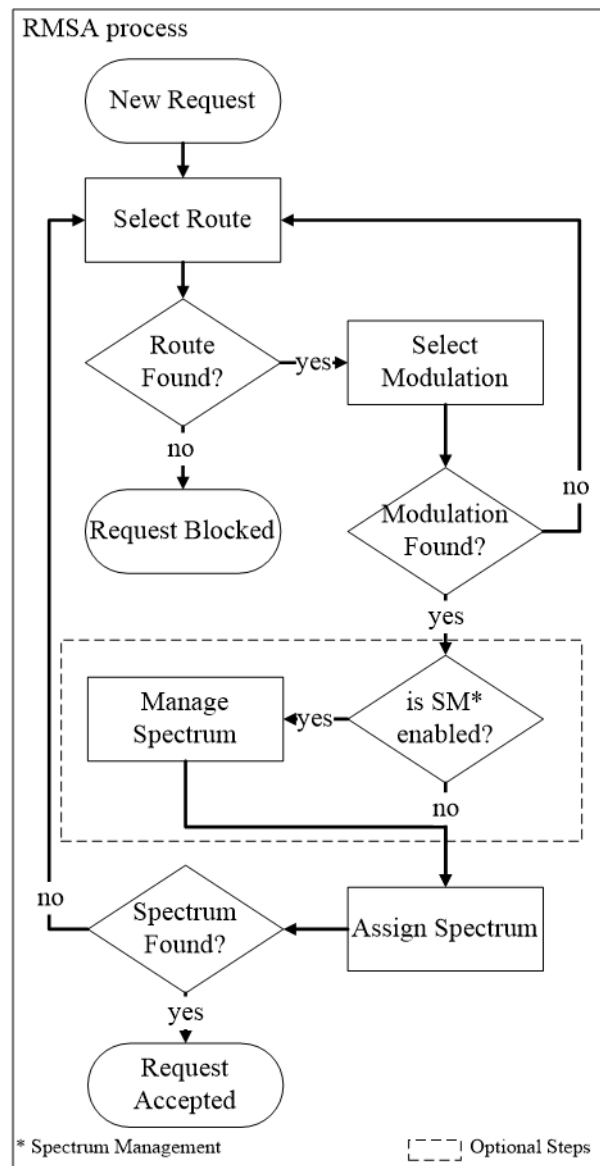 RMSA process
New Request
Select Route
Route
Found?
yes
Select
Modulation
no
Request Blocked
Modulation
Found?
no
yes
is SM*
enabled?
yes
Manage
Spectrum
no
Assign Spectrum
Spectrum
Found?
no
yes
Request
Accepted
* Spectrum Management
Optional Steps